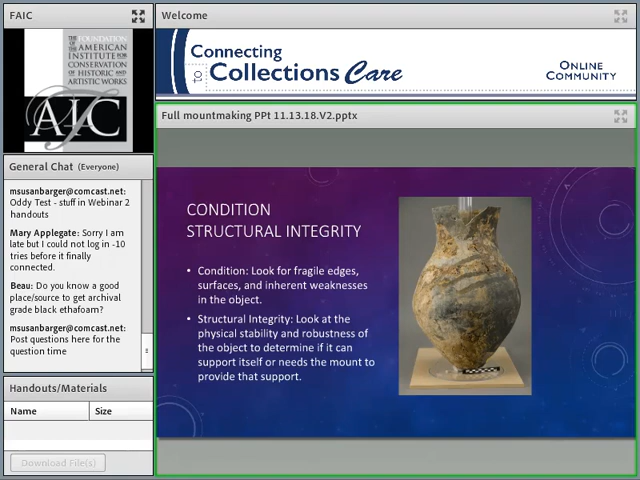 FAIC
THE FOUNDATION
OF THE AMERICAN
INSTITUTE FOR
CONSERVATION
OF HISTORIC AND
ARTISTIC WORKS
AIC
General Chat (Everyone)
msusanbarger@comcast.net:
Oddy Test - stuff in Webinar 2
handouts
Mary Applegate: Sorry I am
late but I could not log in -10
tries before it finally
connected.
Beau: Do you know a good
place/source to get archival
grade black ethafoam?
msusanbarger@comcast.net:
Post questions here for the
question time
Handouts/Materials
Name Size
Download File(s)
Welcome
Connecting
to Collections Care
ONLINE
COMMUNITY
Full mountmaking PPt 11.13.18.V2.pptx
CONDITION
STRUCTURAL INTEGRITY
• Condition: Look for fragile edges,
surfaces, and inherent weaknesses
in the object.
• Structural Integrity: Look at the
physical stability and robustness of
the object to determine if it can
support itself or needs the mount to
provide that support.